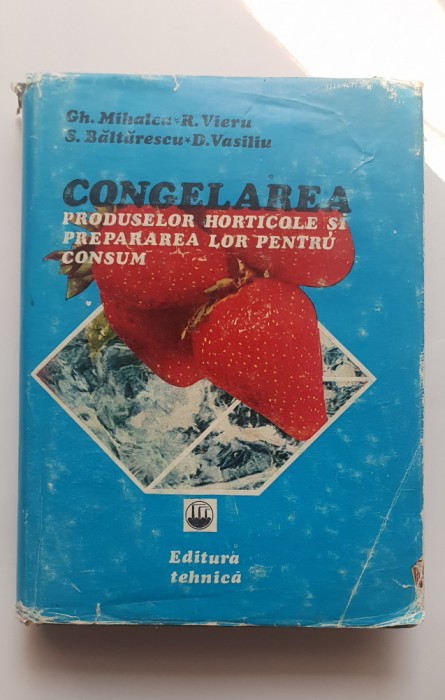 Gh. Mihalca • R. Vieru
S. Băltărescu • D. Vasiliu
CONGELAREA
PRODUSELOR HORTICOLE ȘI
PREPARAREA LOR PENTRU
CONSUM
Editura
tehnică